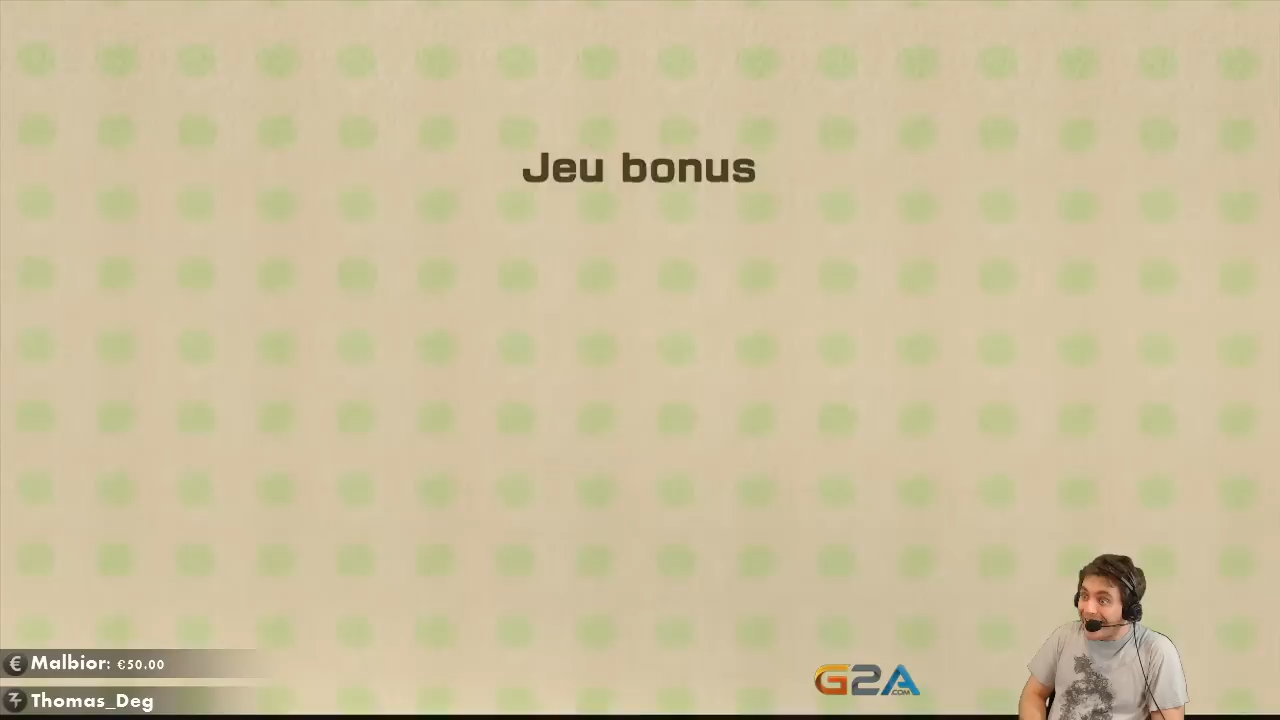 Jeu bonus
€ Malbior: €50.00
Thomas_Deg
G2A
.COM